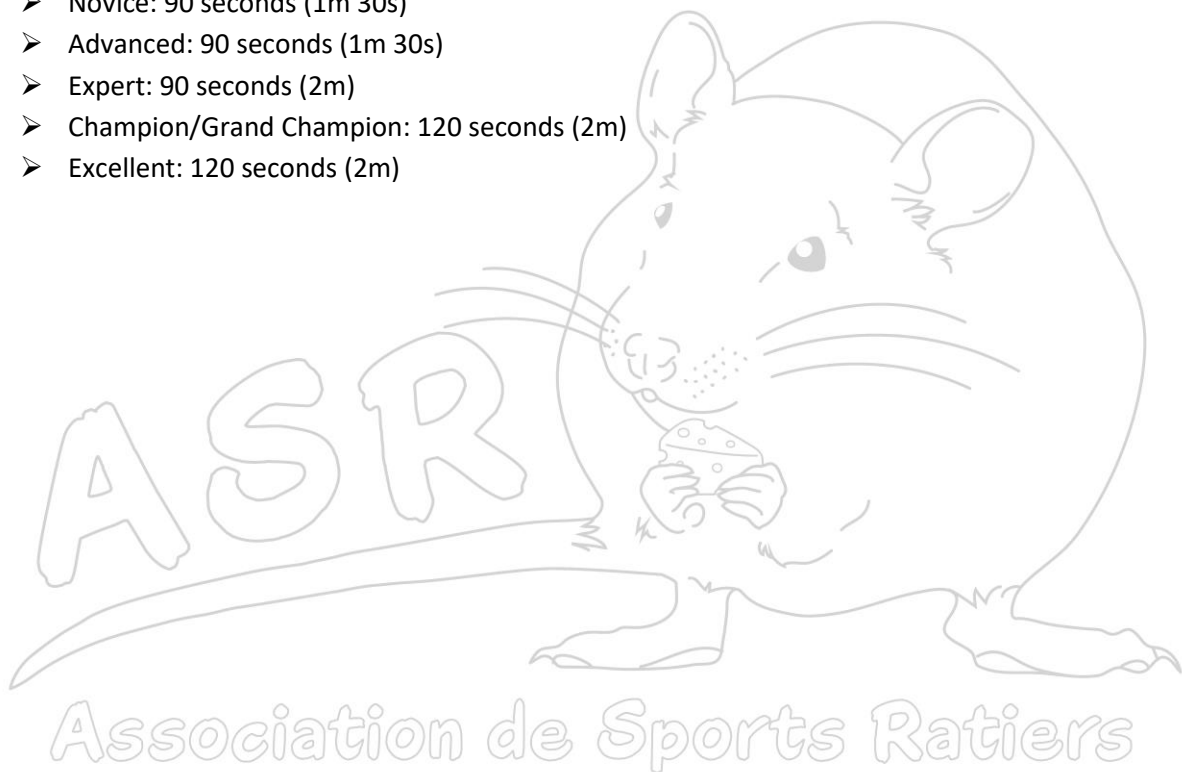 ➢ Novice: 90 seconds (1m 30s)
➢ Advanced: 90 seconds (1m 30s)
➢ Expert: 90 seconds (2m)
➢ Champion/Grand Champion: 120 seconds (2m)
➢ Excellent: 120 seconds (2m)
ASR
Association de Sports Ratiers